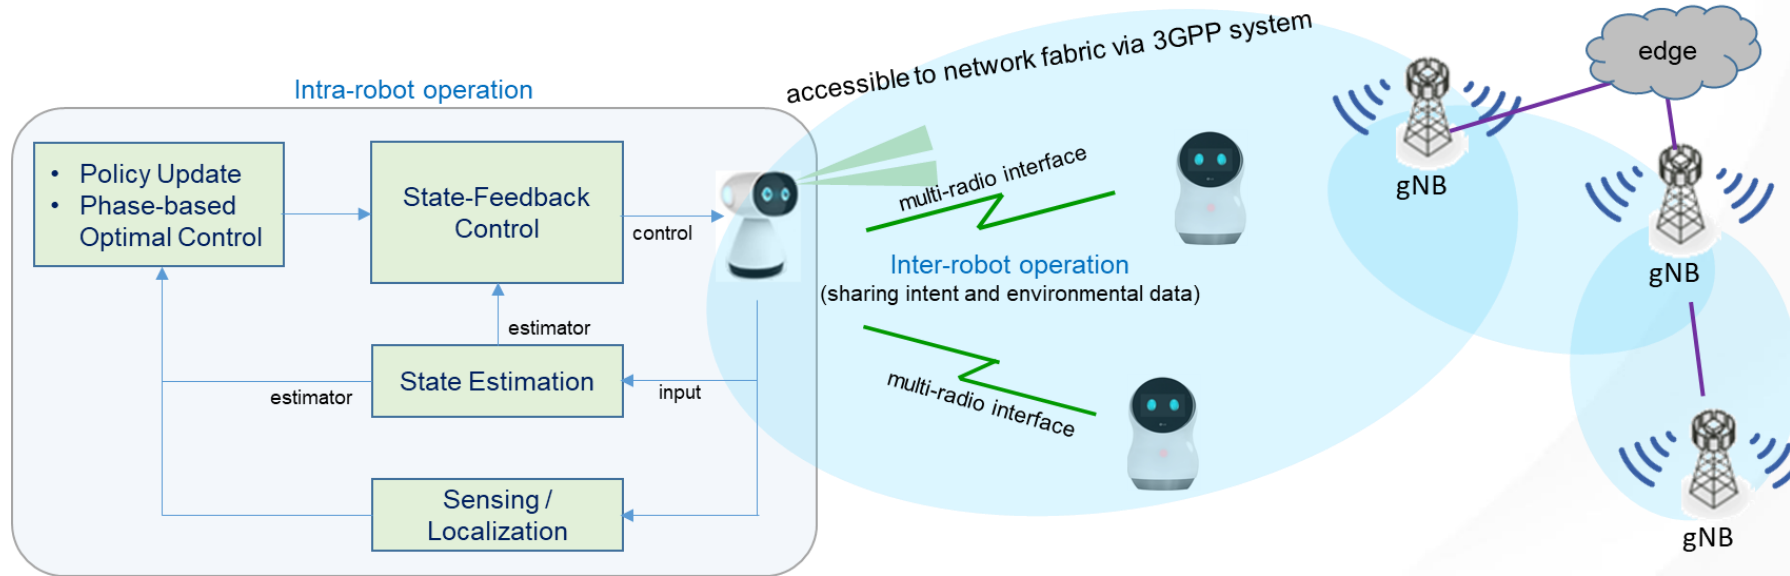 Intra-robot operation
• Policy Update
• Phase-based
Optimal Control
State-Feedback
Control
control
estimator
State Estimation
estimator
input
Sensing /
Localization
accessible to network fabric via 3GPP system
multi-radio interface
Inter-robot operation
(sharing intent and environmental data)
multi-radio interface
edge
gNB
gNB
gNB